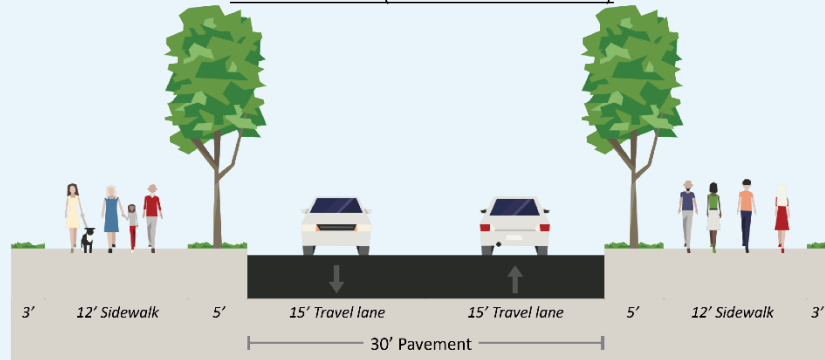 3’ 12’ Sidewalk 5’ 15’ Travel lane 15’ Travel lane 5’ 12’ Sidewalk 3’
30’ Pavement